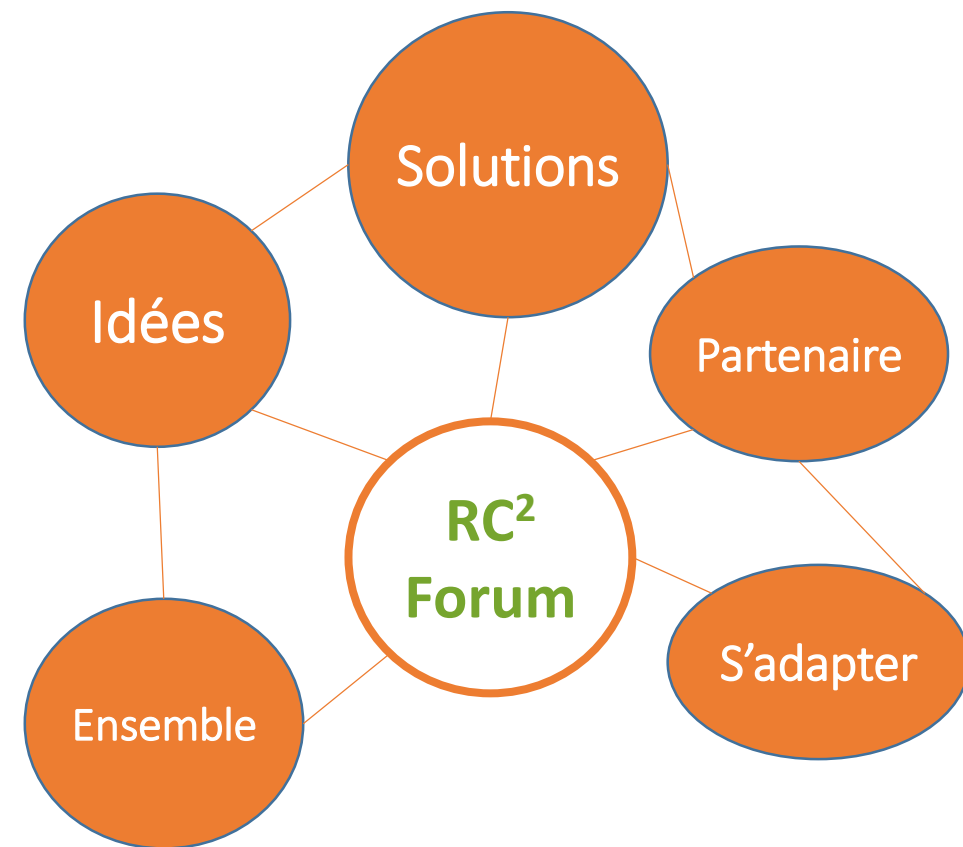 Solutions
Idées
Partenaire
RC²
Forum
S’adapter
Ensemble